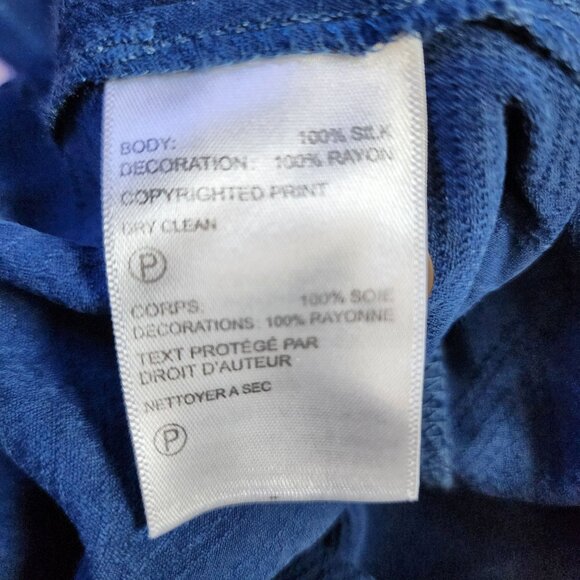 BODY: 100% SILK
DECORATION: 100% RAYON
COPYRIGHTED PRINT
DRY CLEAN
P
CORPS: 100% SOIE
DECORATIONS: 100% RAYONNE
TEXT PROTÉGÉ PAR
DROIT D'AUTEUR
NETTOYER A SEC
P